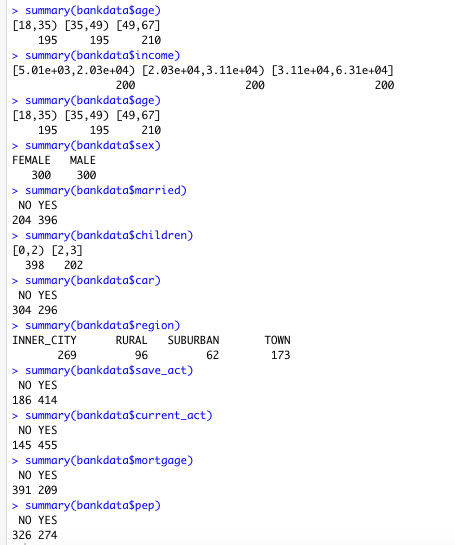 > summary(bankdata$age)
[18,35) [35,49) [49,67]
195 195 210
> summary(bankdata$income)
[5.01e+03,2.03e+04) [2.03e+04,3.11e+04) [3.11e+04,6.31e+04]
200 200 200
> summary(bankdata$age)
[18,35) [35,49) [49,67]
195 195 210
> summary(bankdata$sex)
FEMALE MALE
300 300
> summary(bankdata$married)
NO YES
204 396
> summary(bankdata$children)
[0,2) [2,3]
398 202
> summary(bankdata$car)
NO YES
304 296
> summary(bankdata$region)
INNER_CITY RURAL SUBURBAN TOWN
269 96 62 173
> summary(bankdata$save_act)
NO YES
186 414
> summary(bankdata$current_act)
NO YES
145 455
> summary(bankdata$mortgage)
NO YES
391 209
> summary(bankdata$pep)
NO YES
326 274